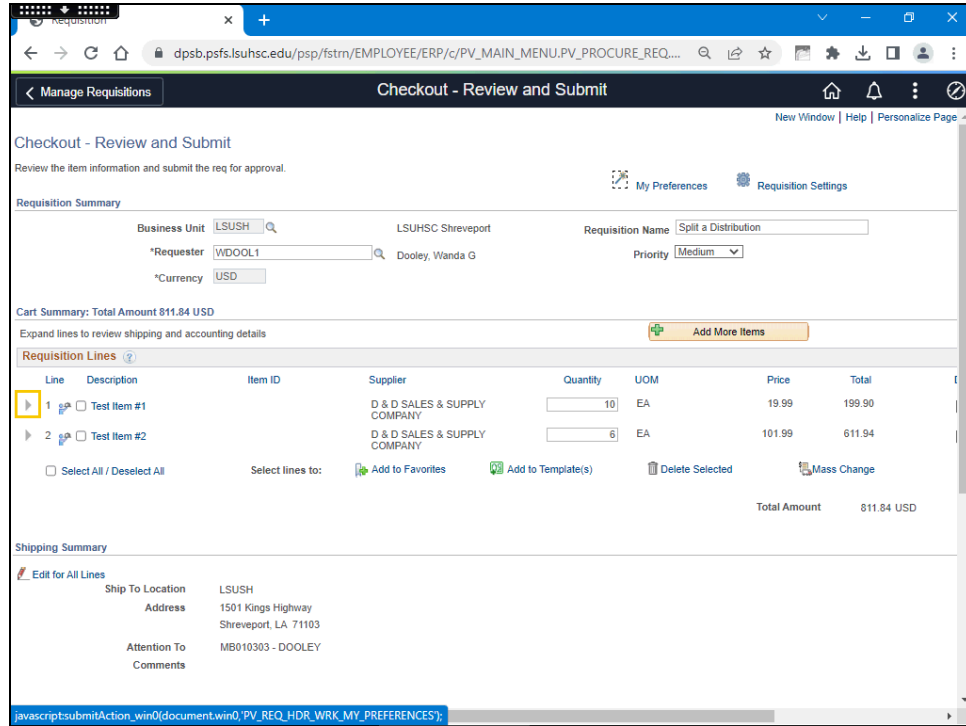 Requisition
dpsb.psfs.lsuhsc.edu/psp/fstrn/EMPLOYEE/ERP/c/PV_MAIN_MENU.PV_PROCURE_REQ....
Manage Requisitions
Checkout - Review and Submit
New Window | Help | Personalize Page
Checkout - Review and Submit
Review the item information and submit the req for approval.
My Preferences
Requisition Settings
Requisition Summary
Business Unit LSUSH LSUHSC Shreveport Requisition Name Split a Distribution
*Requester WDOOL1 Dooley, Wanda G Priority Medium
*Currency USD
Cart Summary: Total Amount 811.84 USD
Expand lines to review shipping and accounting details Add More Items
Requisition Lines ?
Line Description Item ID Supplier Quantity UOM Price Total
1 Test Item #1 D & D SALES & SUPPLY COMPANY 10 EA 19.99 199.90
2 Test Item #2 D & D SALES & SUPPLY COMPANY 6 EA 101.99 611.94
Select All / Deselect All Select lines to: Add to Favorites Add to Template(s) Delete Selected Mass Change
Total Amount 811.84 USD
Shipping Summary
Edit for All Lines
Ship To Location LSUSH
Address 1501 Kings Highway
Shreveport, LA 71103
Attention To MB010303 - DOOLEY
Comments
javascript:submitAction_win0(document.win0,'PV_REQ_HDR_WRK_MY_PREFERENCES');